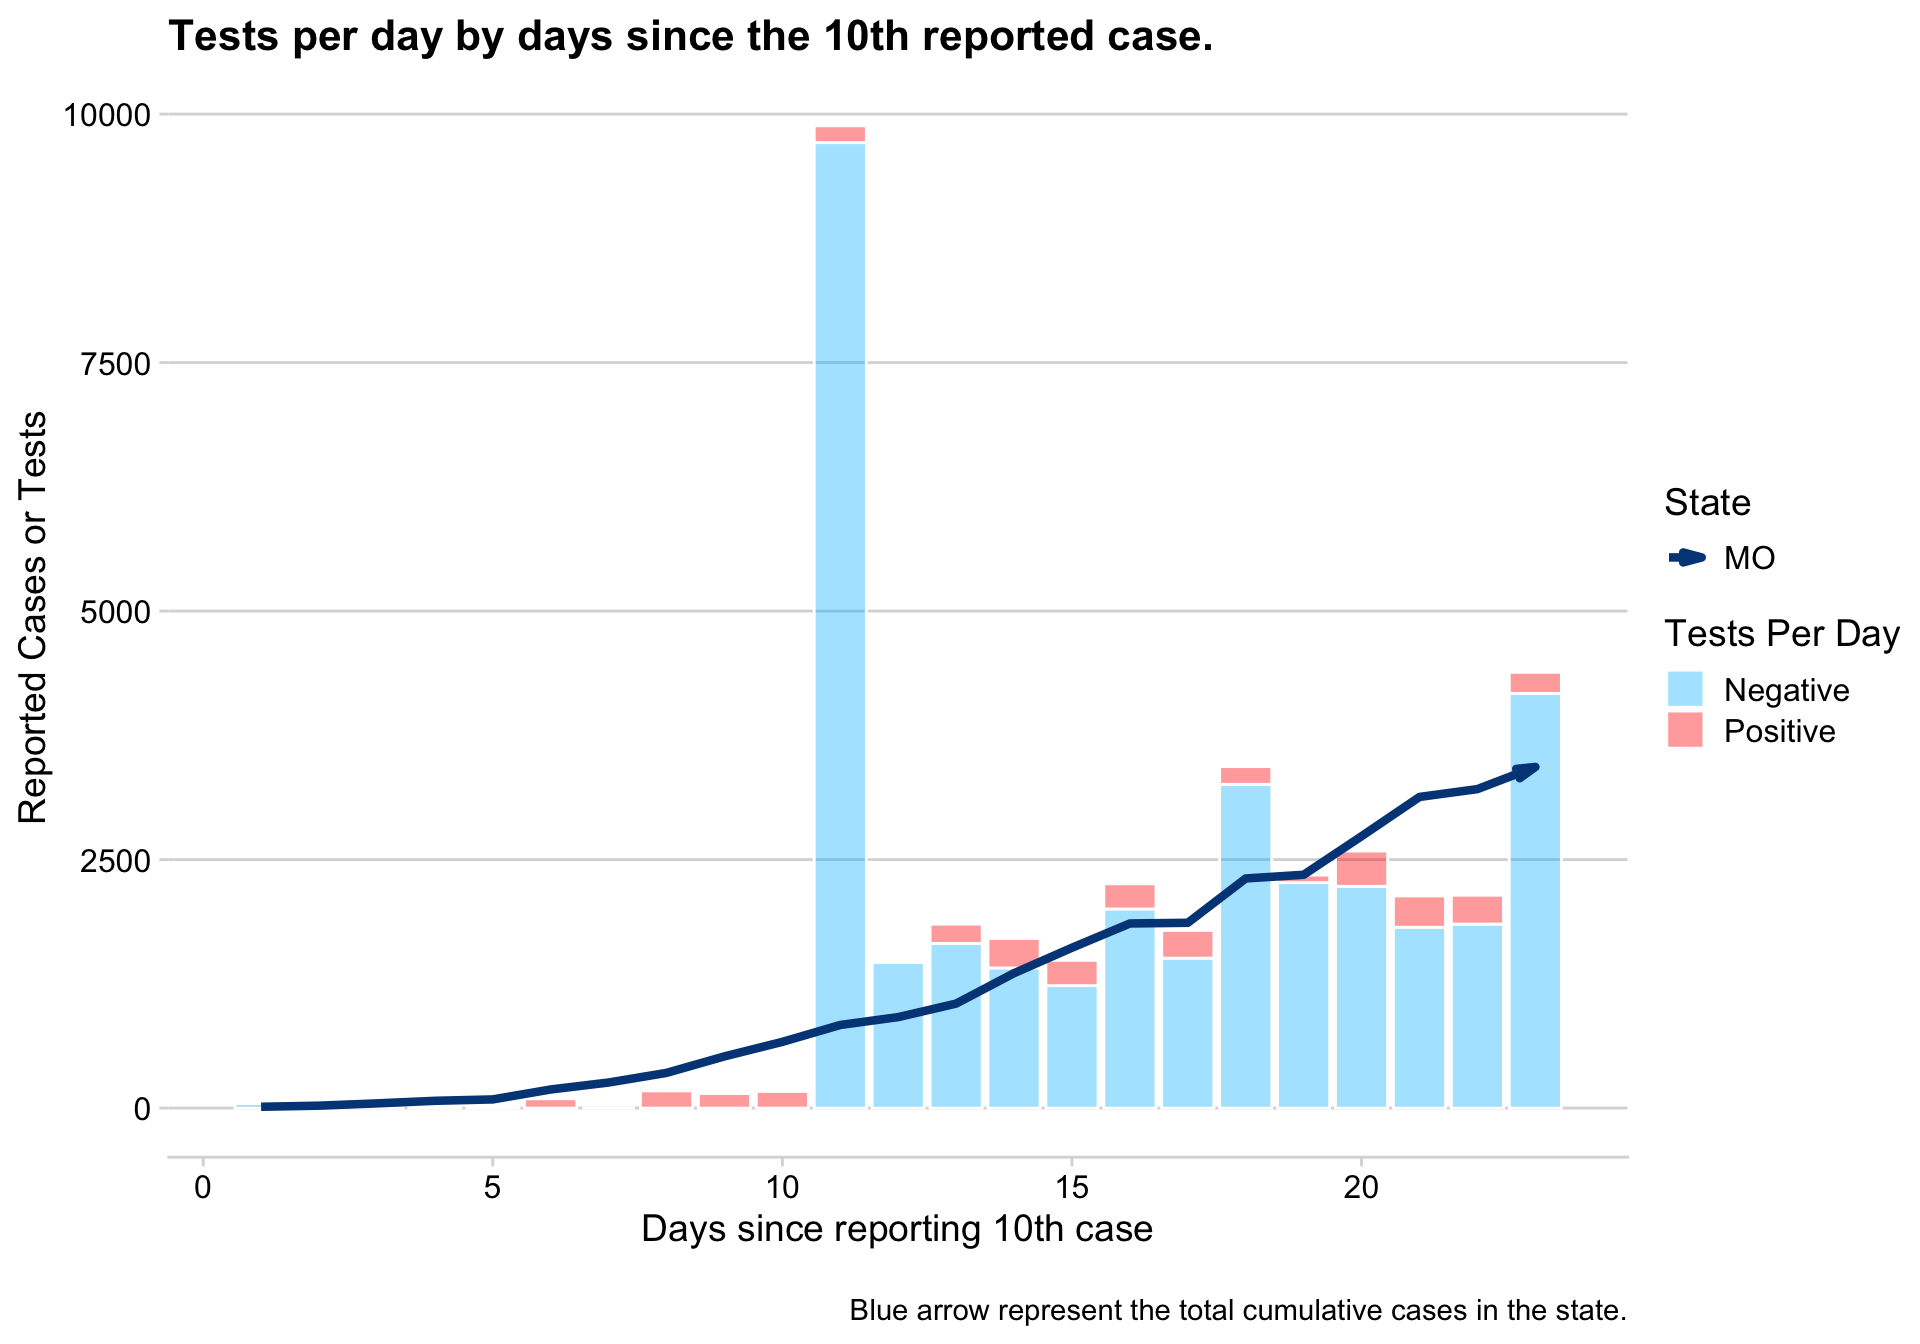 Tests per day by days since the 10th reported case.
10000
7500
5000
2500
0
Reported Cases or Tests
0 5 10 15 20
Days since reporting 10th case
State
MO
Tests Per Day
Negative
Positive
Blue arrow represent the total cumulative cases in the state.